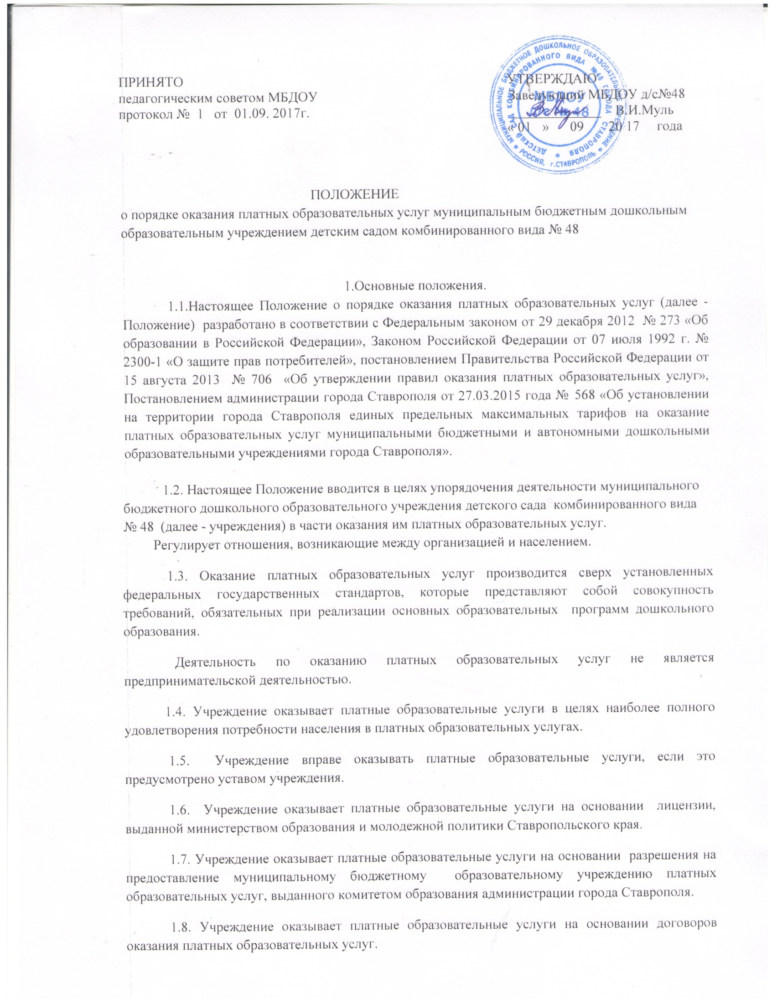 ПРИНЯТО
педагогическим советом МБДОУ
протокол № 1 от 01.09. 2017г.
УТВЕРЖДАЮ
Заведующий МБДОУ д/с№48
В.И.Муль
« 01 » 09 20 17 года
МУНИЦИПАЛЬНОЕ БЮДЖЕТНОЕ ДОШКОЛЬНОЕ ОБРАЗОВАТЕЛЬНОЕ УЧРЕЖДЕНИЕ * РОССИЯ, г.СТАВРОПОЛЬ *
ДЕТСКИЙ САД КОМБИНИРОВАННОГО ВИДА №48 ГОРОДА СТАВРОПОЛЯ *
МБДОУ
№ 48
ПОЛОЖЕНИЕ
о порядке оказания платных образовательных услуг муниципальным бюджетным дошкольным
образовательным учреждением детским садом комбинированного вида № 48
1.Основные положения.
1.1.Настоящее Положение о порядке оказания платных образовательных услуг (далее -
Положение) разработано в соответствии с Федеральным законом от 29 декабря 2012 № 273 «Об
образовании в Российской Федерации», Законом Российской Федерации от 07 июля 1992 г. №
2300-1 «О защите прав потребителей», постановлением Правительства Российской Федерации от
15 августа 2013 № 706 «Об утверждении правил оказания платных образовательных услуг»,
Постановлением администрации города Ставрополя от 27.03.2015 года № 568 «Об установлении
на территории города Ставрополя единых предельных максимальных тарифов на оказание
платных образовательных услуг муниципальными бюджетными и автономными дошкольными
образовательными учреждениями города Ставрополя».
1.2. Настоящее Положение вводится в целях упорядочения деятельности муниципального
бюджетного дошкольного образовательного учреждения детского сада комбинированного вида
№ 48 (далее - учреждения) в части оказания им платных образовательных услуг.
Регулирует отношения, возникающие между организацией и населением.
1.3. Оказание платных образовательных услуг производится сверх установленных
федеральных государственных стандартов, которые представляют собой совокупность
требований, обязательных при реализации основных образовательных программ дошкольного
образования.
Деятельность по оказанию платных образовательных услуг не является
предпринимательской деятельностью.
1.4. Учреждение оказывает платные образовательные услуги в целях наиболее полного
удовлетворения потребности населения в платных образовательных услугах.
1.5. Учреждение вправе оказывать платные образовательные услуги, если это
предусмотрено уставом учреждения.
1.6. Учреждение оказывает платные образовательные услуги на основании лицензии,
выданной министерством образования и молодежной политики Ставропольского края.
1.7. Учреждение оказывает платные образовательные услуги на основании разрешения на
предоставление муниципальному бюджетному образовательному учреждению платных
образовательных услуг, выданного комитетом образования администрации города Ставрополя.
1.8. Учреждение оказывает платные образовательные услуги на основании договоров
оказания платных образовательных услуг.